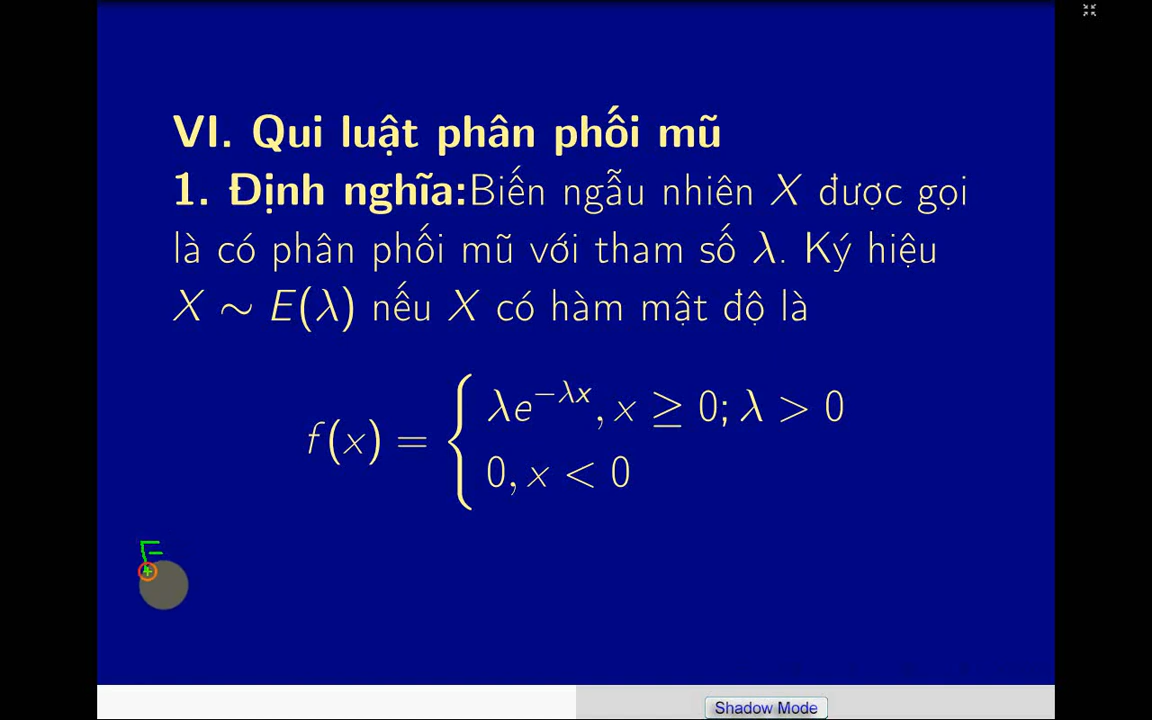 VI. Qui luật phân phối mũ
1. Định nghĩa:Biến ngẫu nhiên X được gọi
là có phân phối mũ với tham số λ. Ký hiệu
X ∼ E(λ) nếu X có hàm mật độ là
f(x) = { λe^{−λx}, x ≥ 0; λ > 0
0, x < 0
Shadow Mode